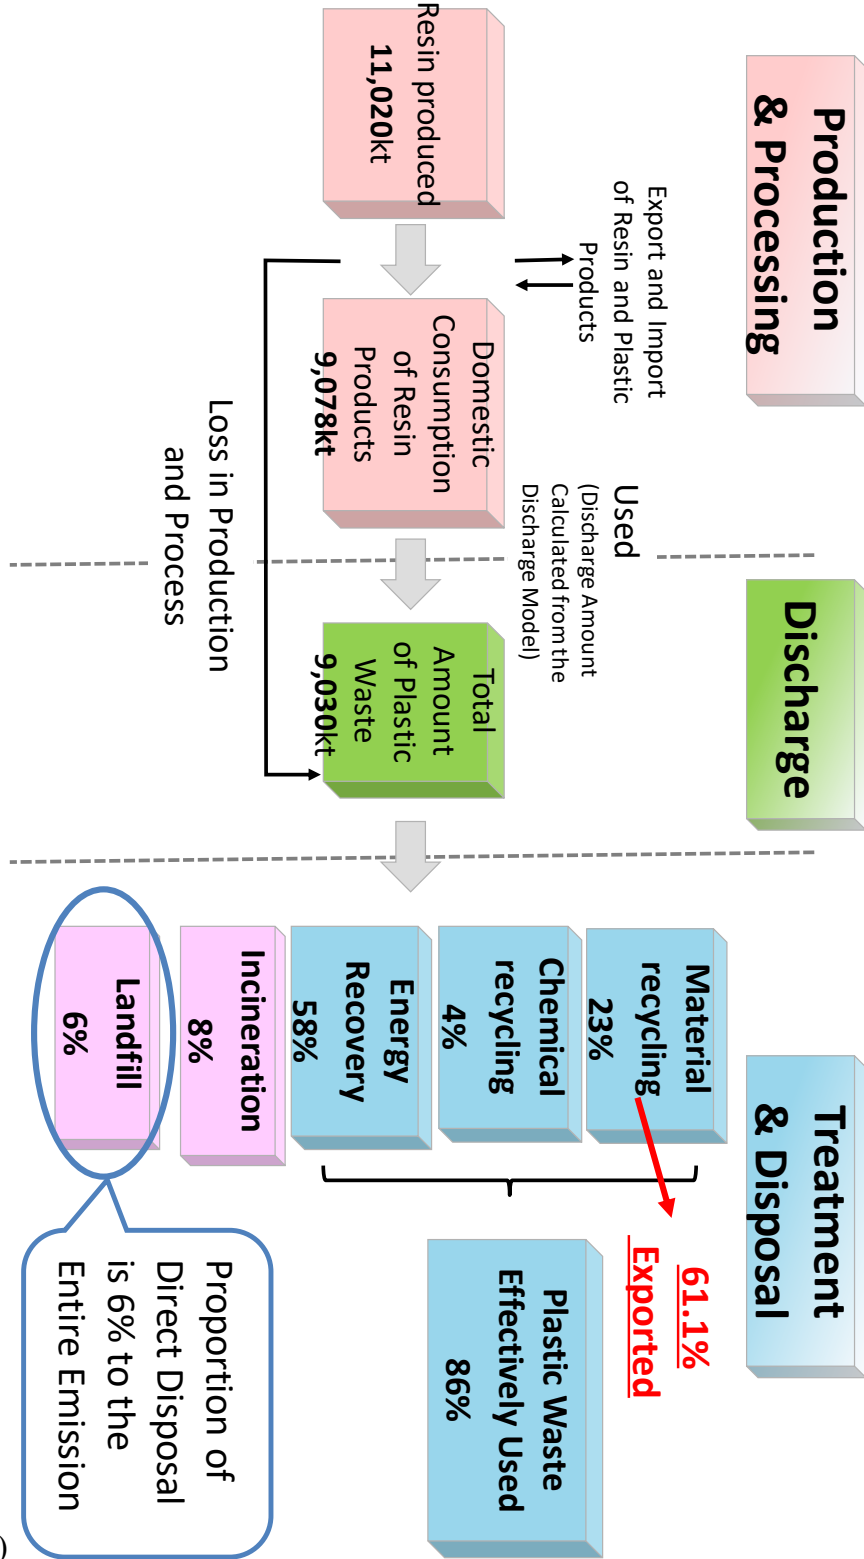 Production
& Processing
Discharge
Treatment
& Disposal
Export and Import
of Resin and Plastic
Products
Used
(Discharge Amount
Calculated from the
Discharge Model)
Resin produced
11,020kt
Domestic
Consumption
of Resin
Products
9,078kt
Total
Amount
of Plastic
Waste
9,030kt
Loss in Production
and Process
Material
recycling
23%
Chemical
recycling
4%
Energy
Recovery
58%
Incineration
8%
Landfill
6%
61.1%
Exported
Plastic Waste
Effectively Used
86%
Proportion of
Direct Disposal
is 6% to the
Entire Emission
)